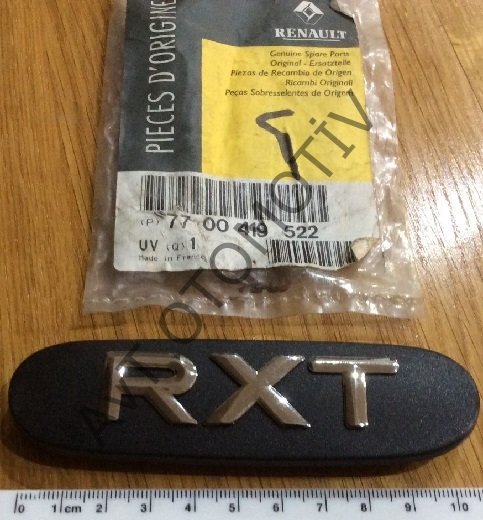 PIECES D'ORIGINE
RENAULT
Genuine Spare Parts
Original - Ersatzteile
Piezas de Recambio de Origen
Ricambi Originali
Peças Sobresselentes de Origem
(P) 77 00 419 522
UV (Q) 1
Made in France
AVIT OTOMOTİV
RXT
0 1 cm 2 3 4 5 6 7 8 9 10